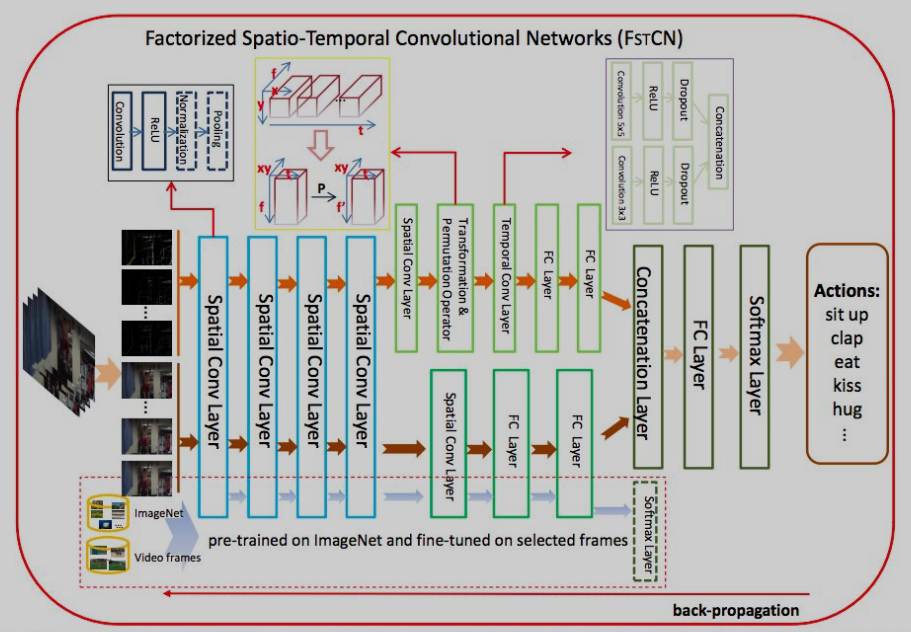 Factorized Spatio-Temporal Convolutional Networks (FSTCN)
Convolution
ReLU
Normalization
Pooling
f
x
y
...
t
xy
t
f
P
xy
t
f'
Convolution 5x5
ReLU
Dropout
Concatenation
Convolution 3x3
ReLU
Dropout
Spatial Conv Layer
Spatial Conv Layer
Spatial Conv Layer
Spatial Conv Layer
Spatial Conv Layer
Transformation &
Permutation Operator
Temporal Conv Layer
FC Layer
FC Layer
Spatial Conv Layer
FC Layer
FC Layer
Concatenation Layer
FC Layer
Softmax Layer
Actions:
sit up
clap
eat
kiss
hug
...
ImageNet
Video frames
pre-trained on ImageNet and fine-tuned on selected frames
Softmax Layer
back-propagation